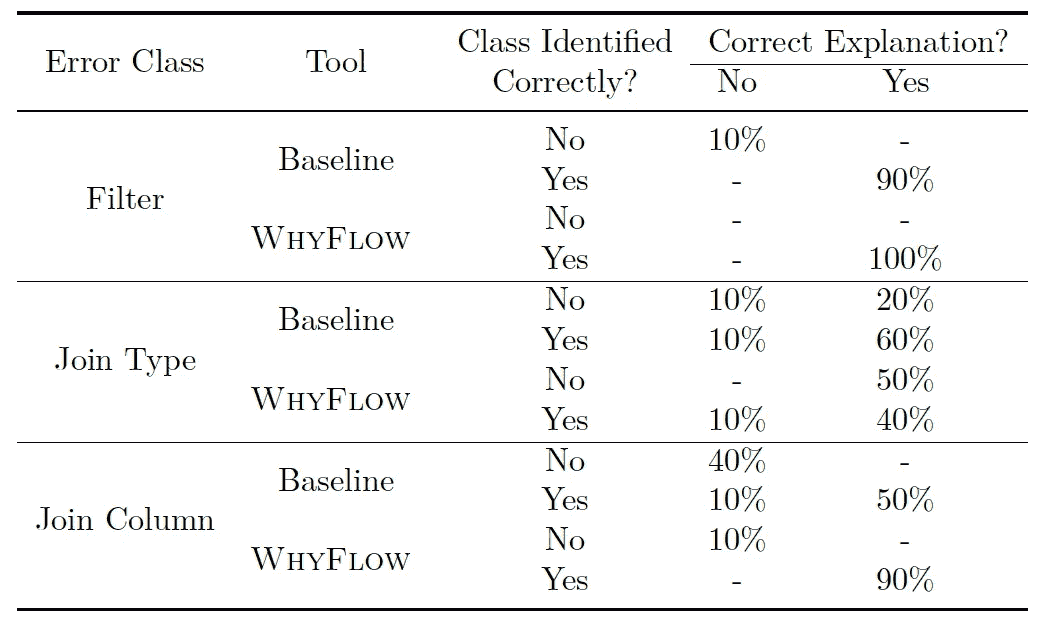 Error Class Tool Class Identified Correctly? Correct Explanation?
No Yes
Filter Baseline No 10% -
Yes - 90%
WHYFLOW No - -
Yes - 100%
Join Type Baseline No 10% 20%
Yes 10% 60%
WHYFLOW No - 50%
Yes 10% 40%
Join Column Baseline No 40% -
Yes 10% 50%
WHYFLOW No 10% -
Yes - 90%